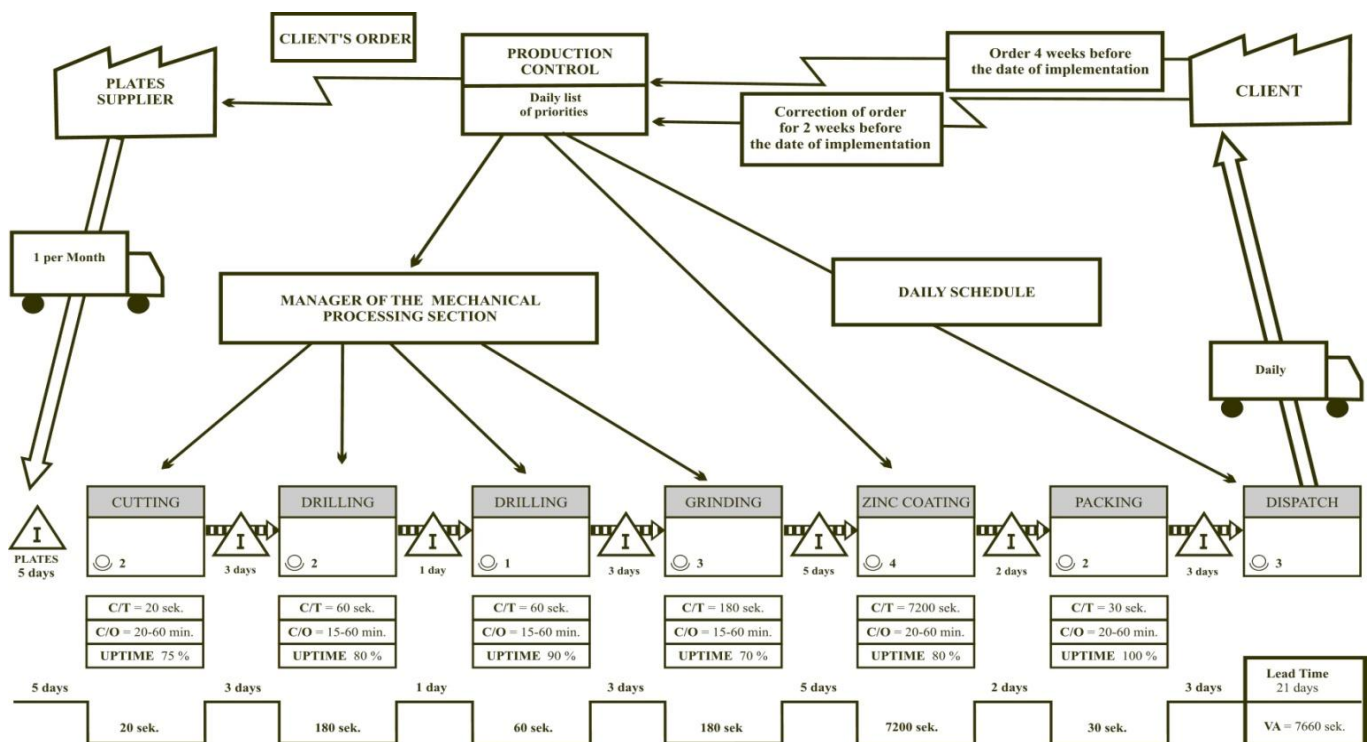 CLIENT'S ORDER
PLATES
SUPPLIER
PRODUCTION
CONTROL
Daily list
of priorities
Order 4 weeks before
the date of implementation
Correction of order
for 2 weeks before
the date of implementation
CLIENT
1 per Month
MANAGER OF THE MECHANICAL
PROCESSING SECTION
DAILY SCHEDULE
Daily
I
PLATES
5 days
CUTTING
2
I
3 days
DRILLING
2
I
1 day
DRILLING
1
I
3 days
GRINDING
3
I
5 days
ZINC COATING
4
I
2 days
PACKING
2
I
3 days
DISPATCH
3
C/T = 20 sek.
C/O = 20-60 min.
UPTIME 75 %
C/T = 60 sek.
C/O = 15-60 min.
UPTIME 80 %
C/T = 60 sek.
C/O = 15-60 min.
UPTIME 90 %
C/T = 180 sek.
C/O = 15-60 min.
UPTIME 70 %
C/T = 7200 sek.
C/O = 20-60 min.
UPTIME 80 %
C/T = 30 sek.
C/O = 20-60 min.
UPTIME 100 %
5 days
20 sek.
3 days
180 sek.
1 day
60 sek.
3 days
180 sek
5 days
7200 sek.
2 days
30 sek.
3 days
Lead Time
21 days
VA = 7660 sek.